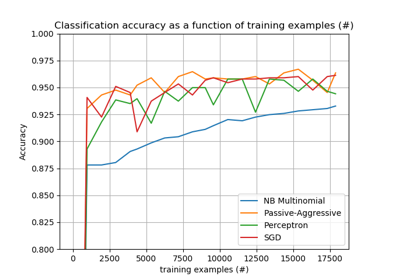 Classification accuracy as a function of training examples (#)
1.000
0.975
0.950
0.925
0.900
0.875
0.850
0.825
0.800
Accuracy
NB Multinomial
Passive-Aggressive
Perceptron
SGD
0 2500 5000 7500 10000 12500 15000 17500
training examples (#)